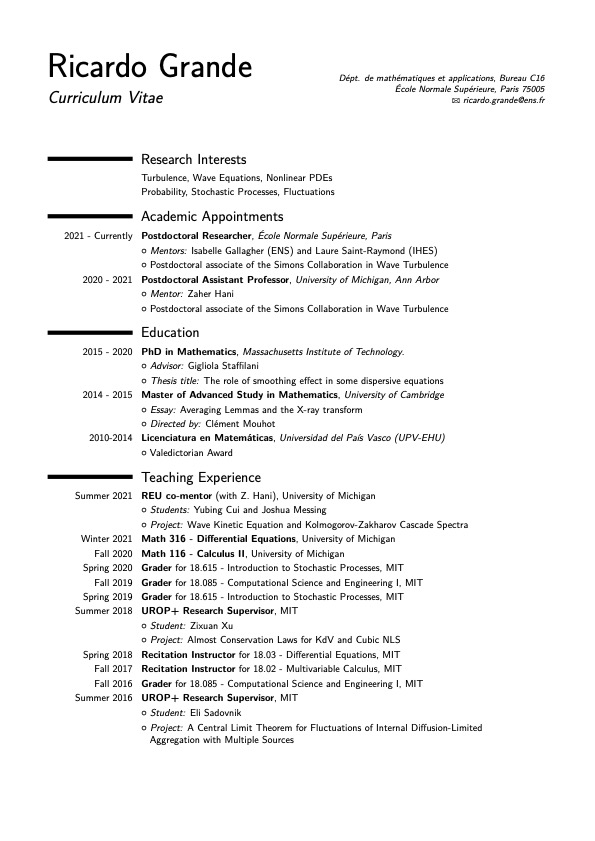 Ricardo Grande
Curriculum Vitae
Dépt. de mathématiques et applications, Bureau C16
École Normale Supérieure, Paris 75005
✉ ricardo.grande@ens.fr
Research Interests
Turbulence, Wave Equations, Nonlinear PDEs
Probability, Stochastic Processes, Fluctuations
Academic Appointments
2021 - Currently Postdoctoral Researcher, École Normale Supérieure, Paris
○ Mentors: Isabelle Gallagher (ENS) and Laure Saint-Raymond (IHES)
○ Postdoctoral associate of the Simons Collaboration in Wave Turbulence
2020 - 2021 Postdoctoral Assistant Professor, University of Michigan, Ann Arbor
○ Mentor: Zaher Hani
○ Postdoctoral associate of the Simons Collaboration in Wave Turbulence
Education
2015 - 2020 PhD in Mathematics, Massachusetts Institute of Technology.
○ Advisor: Gigliola Staffilani
○ Thesis title: The role of smoothing effect in some dispersive equations
2014 - 2015 Master of Advanced Study in Mathematics, University of Cambridge
○ Essay: Averaging Lemmas and the X-ray transform
○ Directed by: Clément Mouhot
2010-2014 Licenciatura en Matemáticas, Universidad del País Vasco (UPV-EHU)
○ Valedictorian Award
Teaching Experience
Summer 2021 REU co-mentor (with Z. Hani), University of Michigan
○ Students: Yubing Cui and Joshua Messing
○ Project: Wave Kinetic Equation and Kolmogorov-Zakharov Cascade Spectra
Winter 2021 Math 316 - Differential Equations, University of Michigan
Fall 2020 Math 116 - Calculus II, University of Michigan
Spring 2020 Grader for 18.615 - Introduction to Stochastic Processes, MIT
Fall 2019 Grader for 18.085 - Computational Science and Engineering I, MIT
Spring 2019 Grader for 18.615 - Introduction to Stochastic Processes, MIT
Summer 2018 UROP+ Research Supervisor, MIT
○ Student: Zixuan Xu
○ Project: Almost Conservation Laws for KdV and Cubic NLS
Spring 2018 Recitation Instructor for 18.03 - Differential Equations, MIT
Fall 2017 Recitation Instructor for 18.02 - Multivariable Calculus, MIT
Fall 2016 Grader for 18.085 - Computational Science and Engineering I, MIT
Summer 2016 UROP+ Research Supervisor, MIT
○ Student: Eli Sadovnik
○ Project: A Central Limit Theorem for Fluctuations of Internal Diffusion-Limited
Aggregation with Multiple Sources